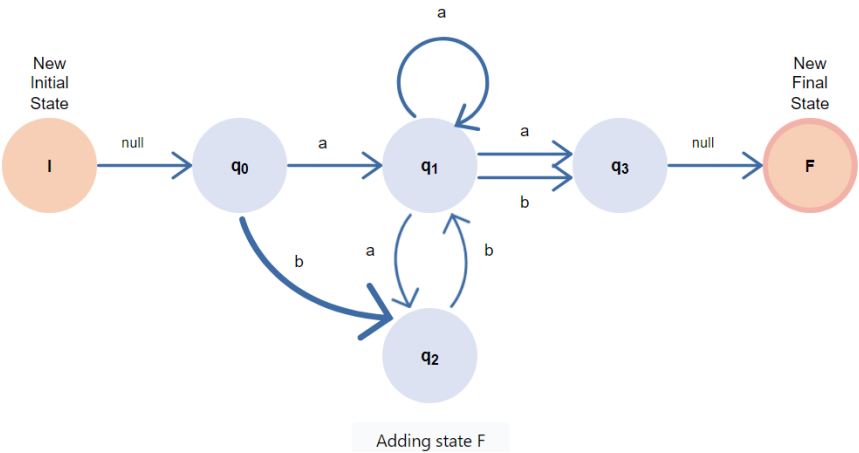 a
New
Initial
State
New
Final
State
null
a
a
null
I
q0
q1
q3
F
b
b
a
b
q2
Adding state F